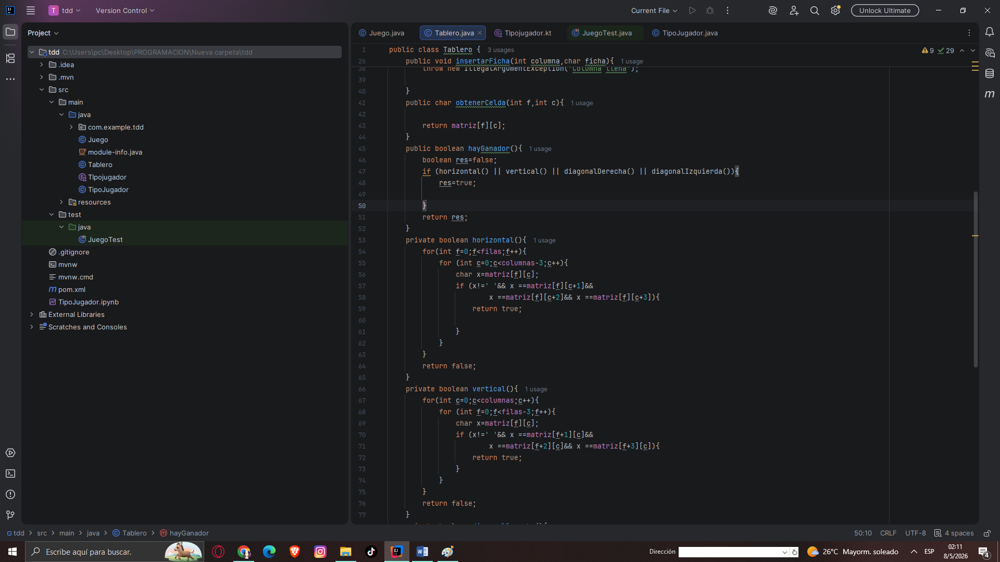 T tdd Version Control Current File Unlock Ultimate
Project
Juego.java Tablero.java TIpojugador.kt JuegoTest.java TipoJugador.java
tdd C:\Users\pc\Desktop\PROGRAMACION\Nueva carpeta\tdd
.idea
.mvn
src
main
java
com.example.tdd
Juego
module-info.java
Tablero
TIpojugador
TipoJugador
resources
test
java
JuegoTest
.gitignore
mvnw
mvnw.cmd
m pom.xml
TipoJugador.ipynb
External Libraries
Scratches and Consoles
9 29
1 public class Tablero { 3 usages
26 public void insertarFicha(int columna,char ficha){ 1 usage
38 throw new IllegalArgumentException("Columna llena");
39
40 }
41 public char obtenerCelda(int f,int c){ 1 usage
42
43 return matriz[f][c];
44 }
45 public boolean hayGanador(){ 1 usage
46 boolean res=false;
47 if (horizontal() || vertical() || diagonalDerecha() || diagonalIzquierda()){
48 res=true;
49
50 }
51 return res;
52 }
53 private boolean horizontal(){ 1 usage
54 for(int f=0;f<filas;f++){
55 for (int c=0;c<columnas-3;c++){
56 char x=matriz[f][c];
57 if (x!=' '&& x ==matriz[f][c+1]&&
58 x ==matriz[f][c+2]&& x ==matriz[f][c+3]){
59 return true;
60
61 }
62 }
63 }
64 return false;
65 }
66 private boolean vertical(){ 1 usage
67 for(int c=0;c<columnas;c++){
68 for (int f=0;f<filas-3;f++){
69 char x=matriz[f][c];
70 if (x!=' '&& x ==matriz[f+1][c]&&
71 x ==matriz[f+2][c]&& x ==matriz[f+3][c]){
72 return true;
73 }
74 }
75 }
76 return false;
77 }
tdd > src > main > java > Tablero > hayGanador 50:10 CRLF UTF-8 4 spaces
Escribe aquí para buscar. Dirección 26°C Mayorm. soleado ESP 02:11
8/5/2026 4